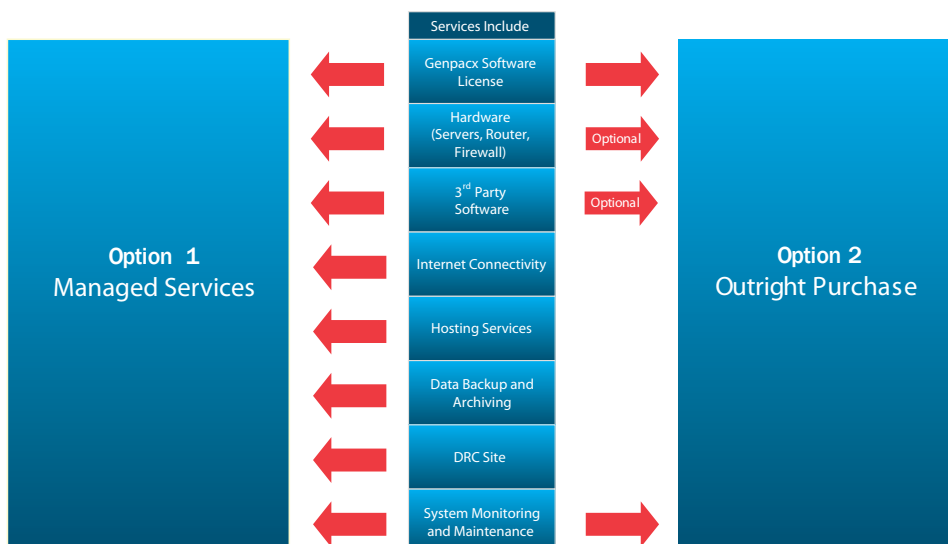 Services Include
Genpacx Software
License
Hardware
(Servers, Router,
Firewall)
Optional
3rd Party
Software
Optional
Internet Connectivity
Option 1
Managed Services
Option 2
Outright Purchase
Hosting Services
Data Backup and
Archiving
DRC Site
System Monitoring
and Maintenance